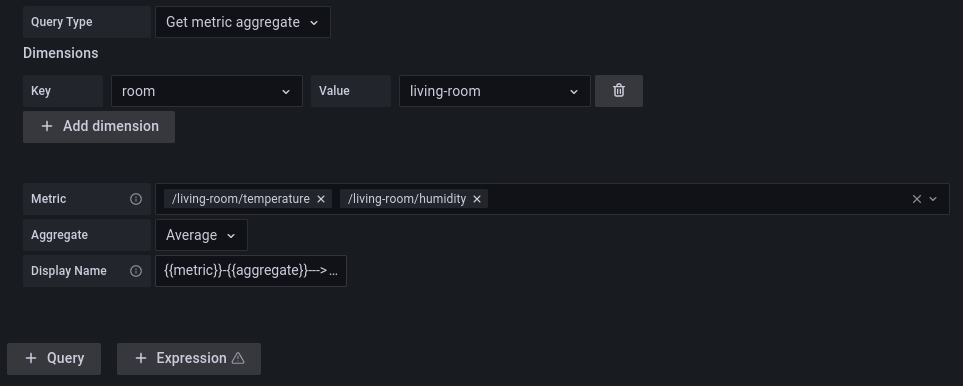 Query Type Get metric aggregate
Dimensions
Key room Value living-room
+ Add dimension
Metric /living-room/temperature × /living-room/humidity ×
Aggregate Average
Display Name {{metric}}-{{aggregate}}--->...
+ Query + Expression